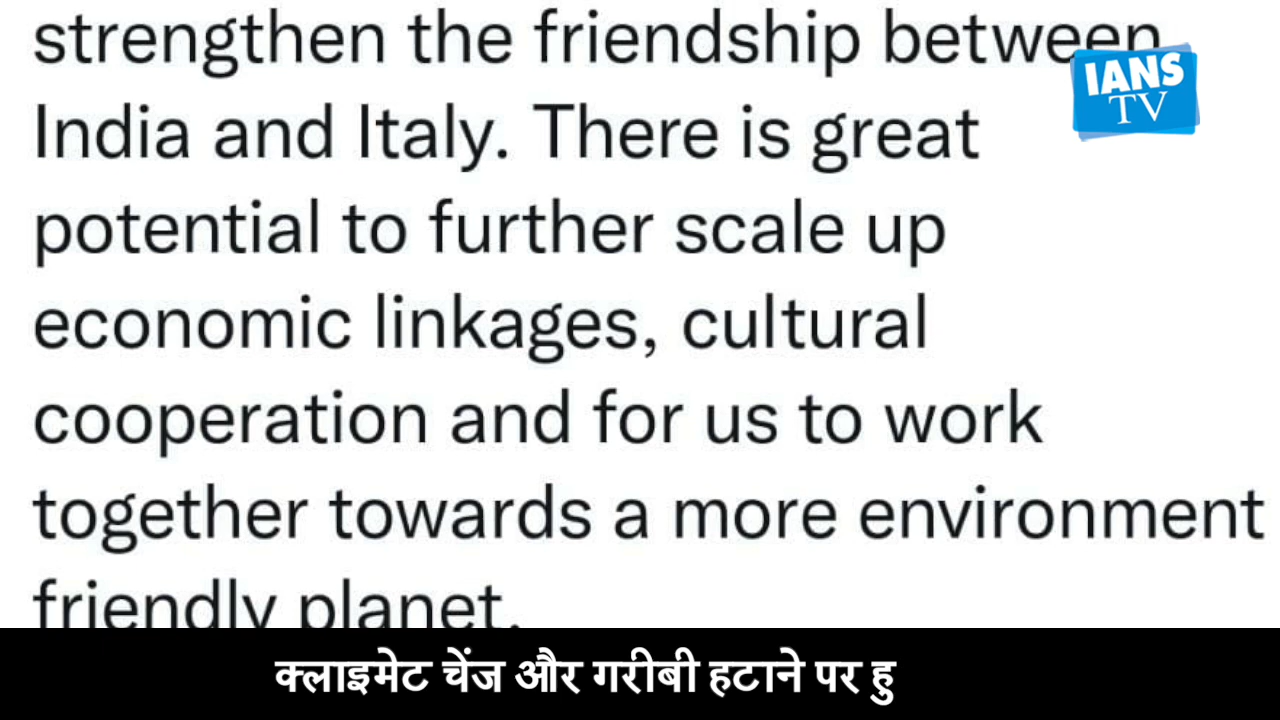 strengthen the friendship between
IANS
TV
India and Italy. There is great
potential to further scale up
economic linkages, cultural
cooperation and for us to work
together towards a more environment
friendly planet.
क्लाइमेट चेंज और गरीबी हटाने पर हु